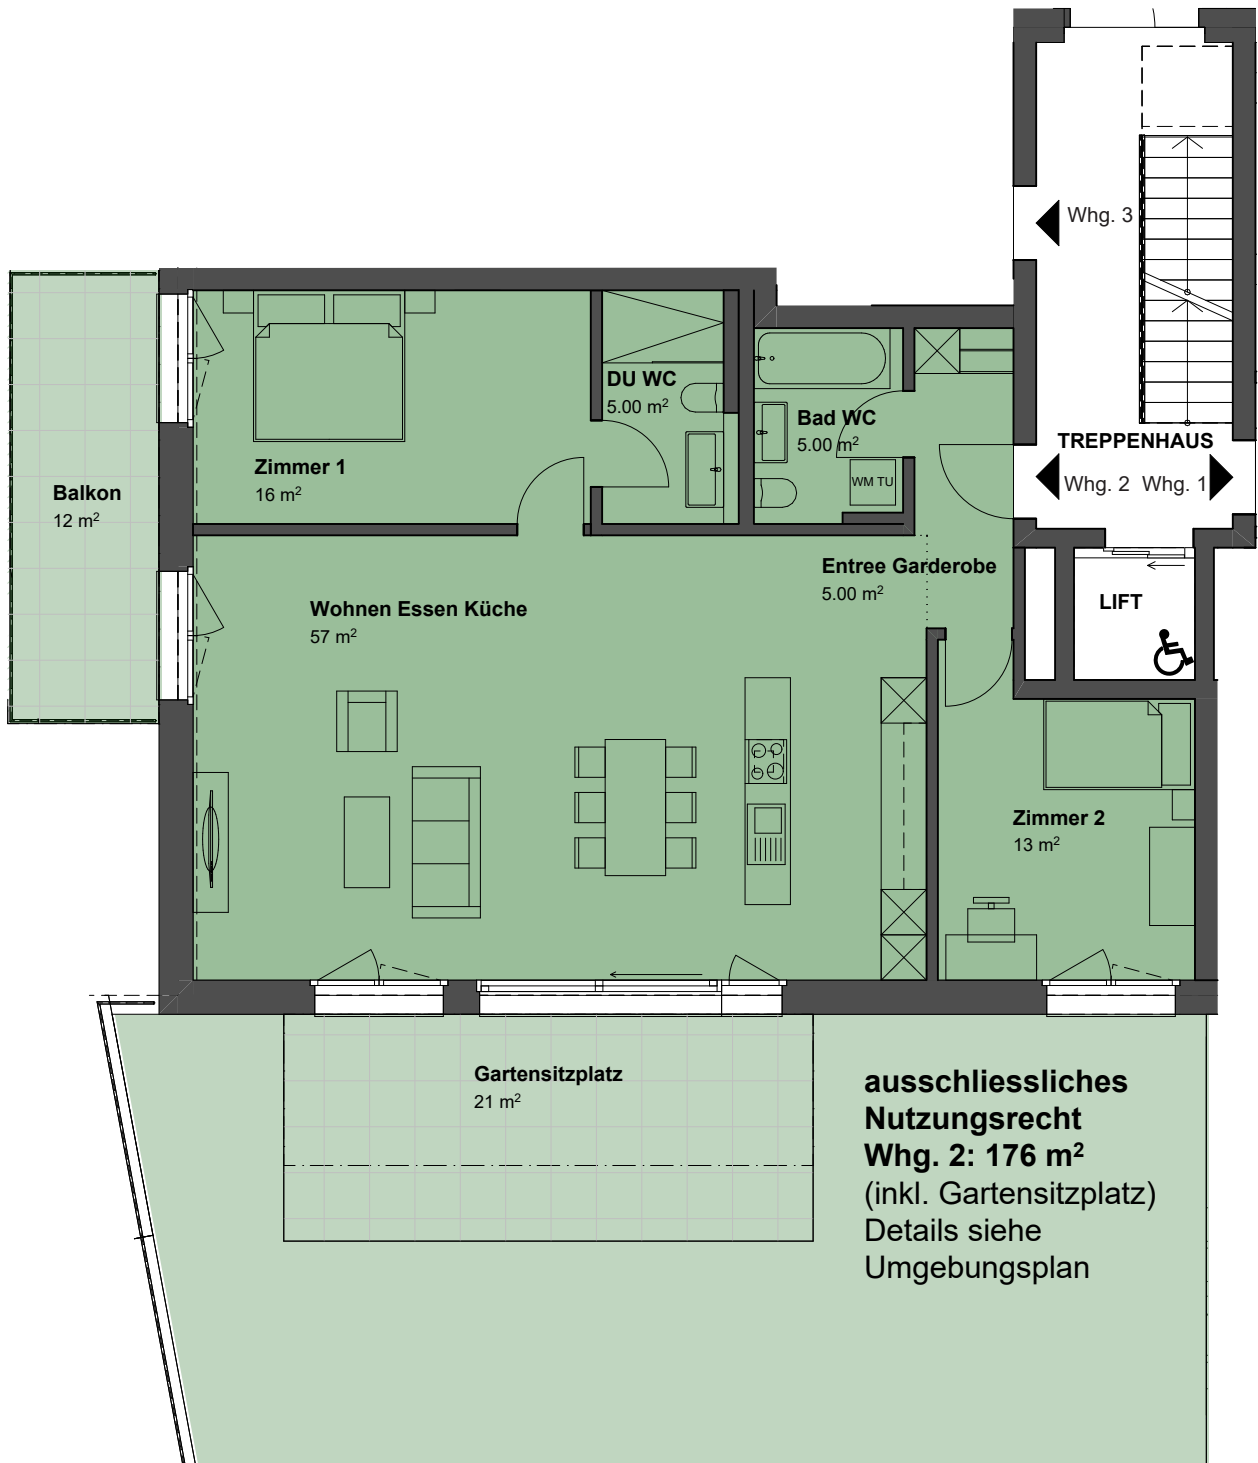 Whg. 3
DU WC
5.00 m²
Bad WC
5.00 m²
TREPPENHAUS
Zimmer 1
16 m²
WM TU
Whg. 2
Whg. 1
Balkon
12 m²
Entree Garderobe
5.00 m²
Wohnen Essen Küche
57 m²
LIFT
Zimmer 2
13 m²
Gartensitzplatz
21 m²
ausschliessliches
Nutzungsrecht
Whg. 2: 176 m²
(inkl. Gartensitzplatz)
Details siehe
Umgebungsplan